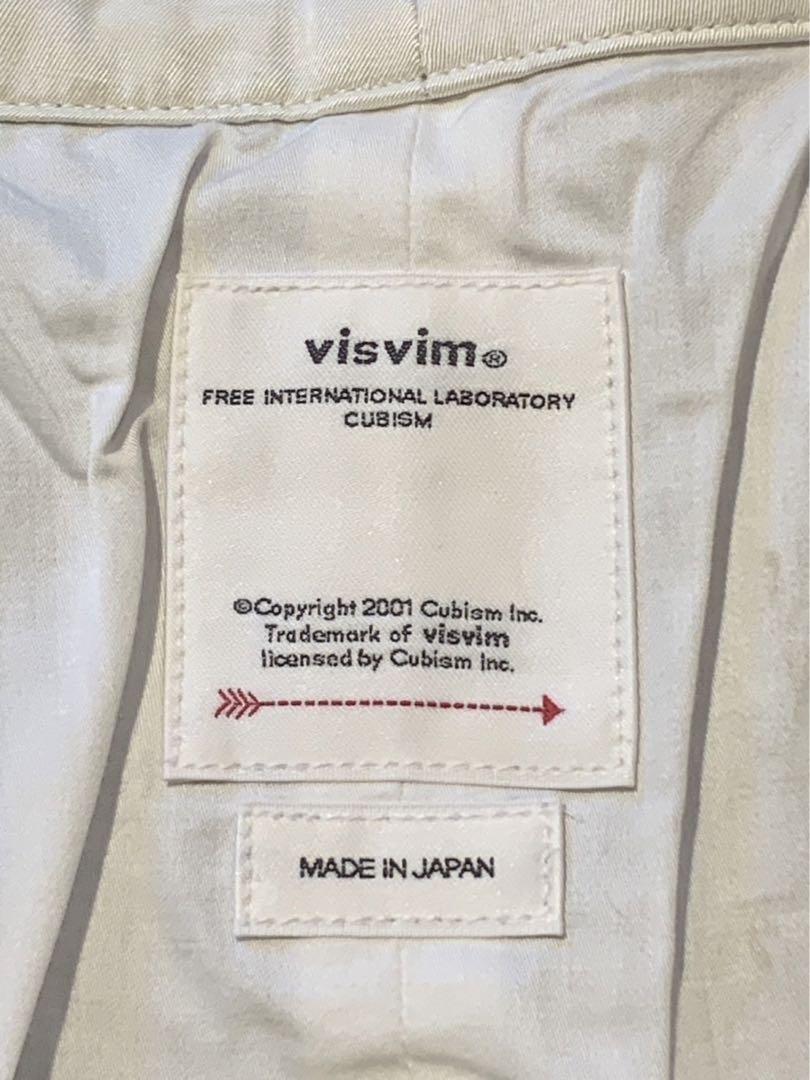 visvim®
FREE INTERNATIONAL LABORATORY
CUBISM
©Copyright 2001 Cubism Inc.
Trademark of visvim
licensed by Cubism Inc.
MADE IN JAPAN